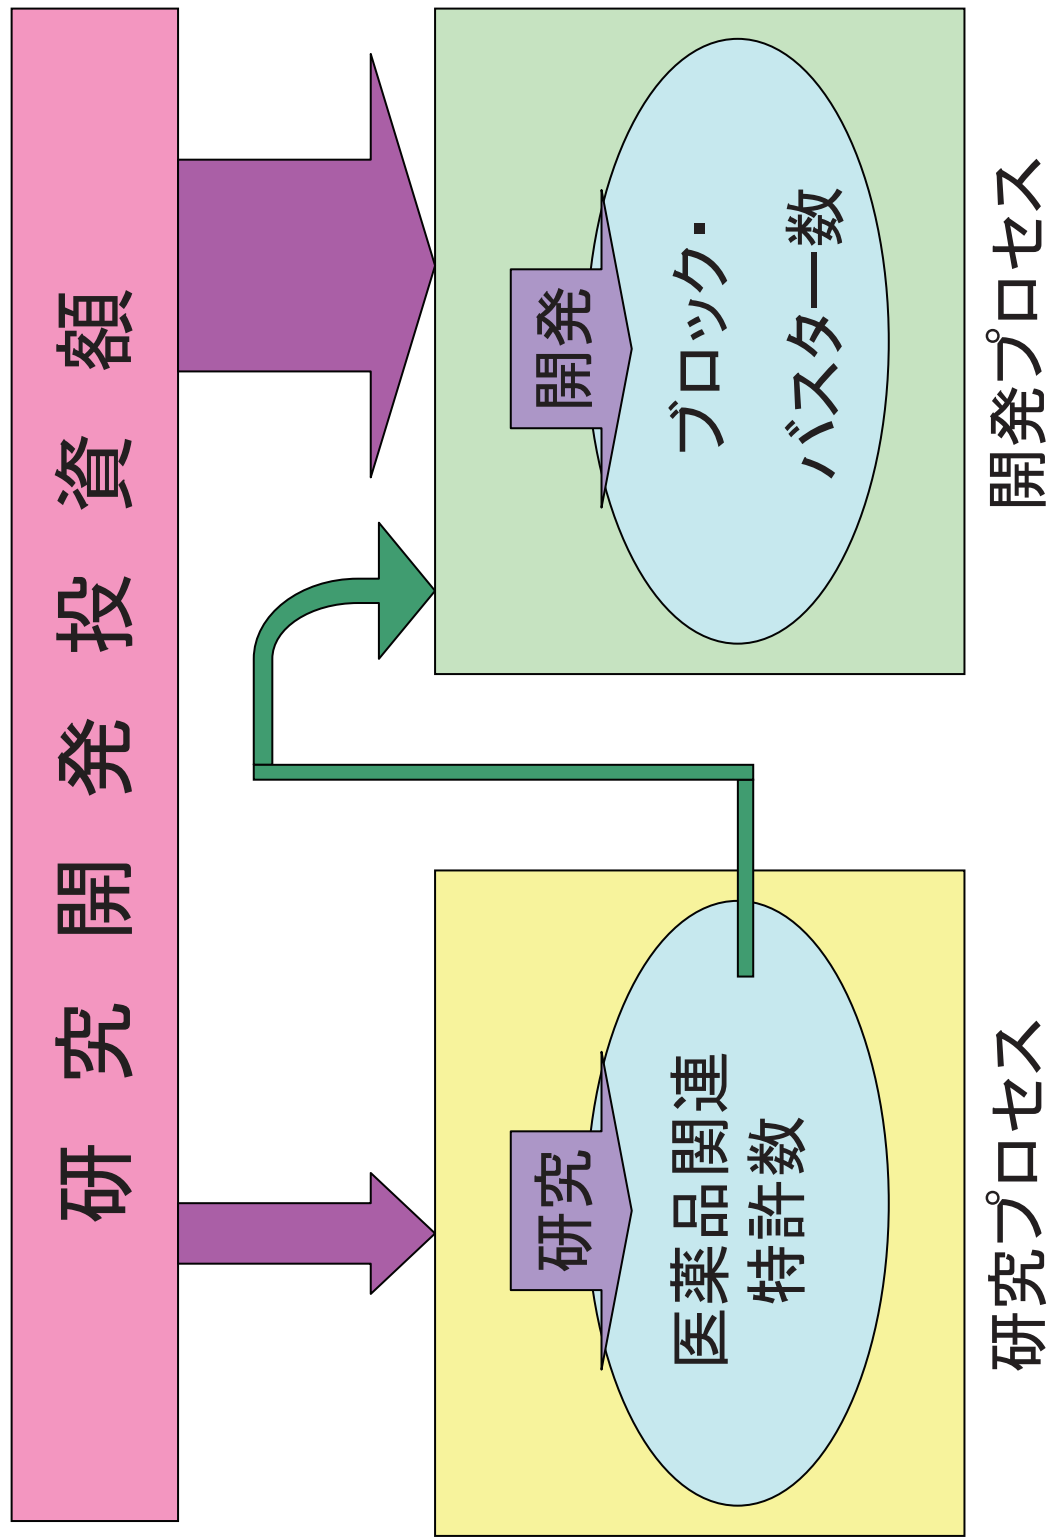 研究開発投資額
研究
医薬品関連
特許数
研究プロセス
開発
ブロック・
バスター数
開発プロセス